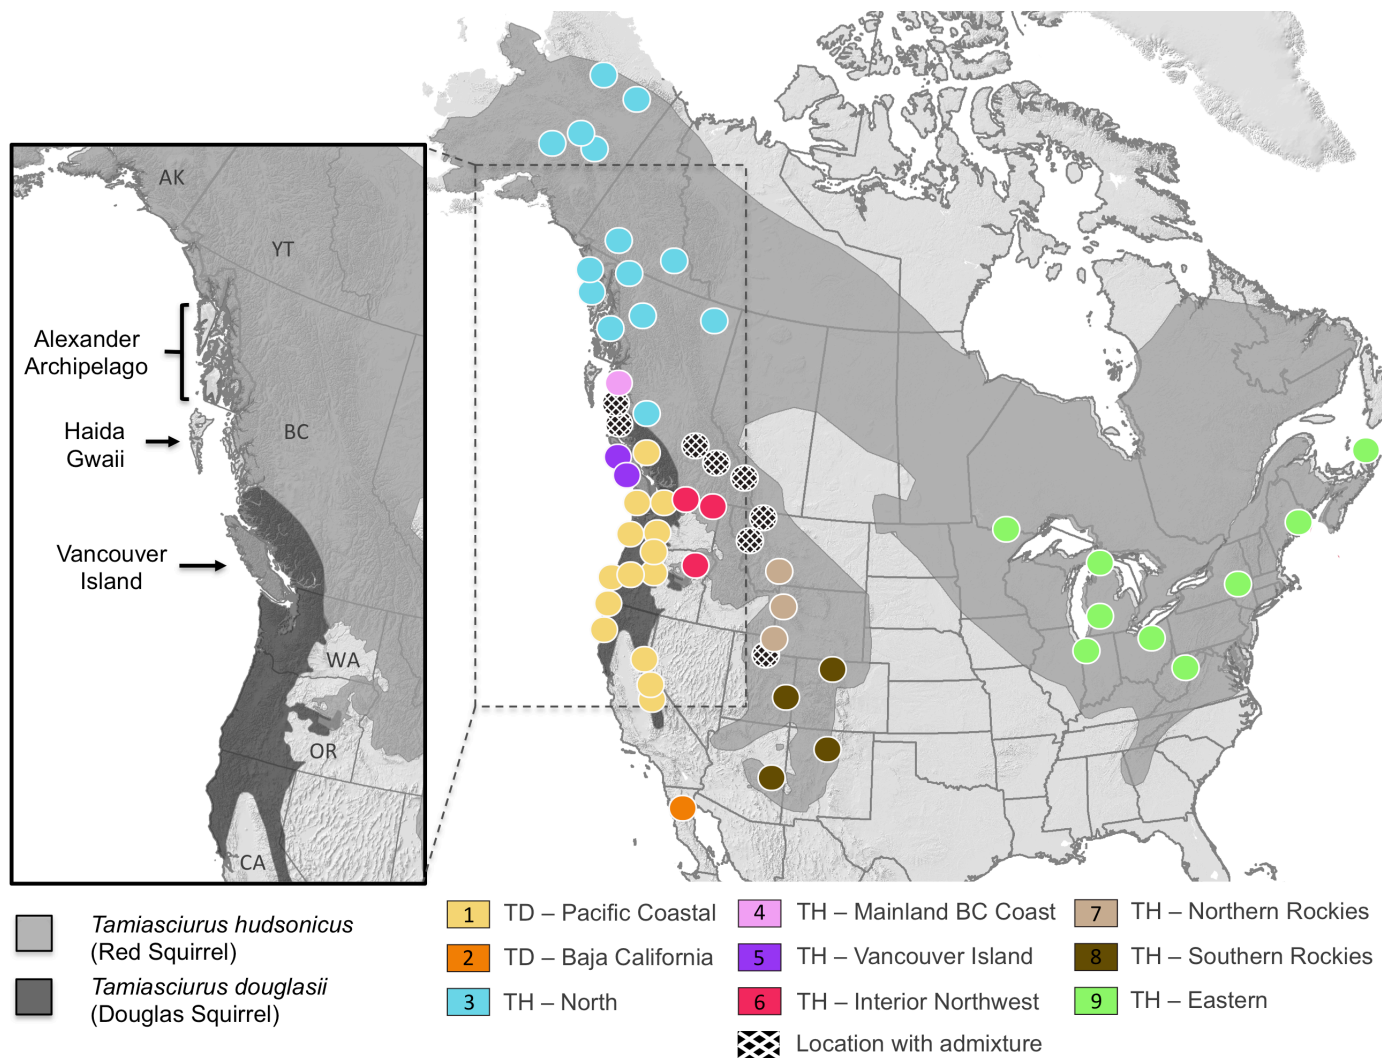 AK
YT
Alexander
Archipelago
BC
Haida
Gwaii
Vancouver
Island
WA
OR
CA
Tamiasciurus hudsonicus
(Red Squirrel)
Tamiasciurus douglasii
(Douglas Squirrel)
1 TD – Pacific Coastal
2 TD – Baja California
3 TH – North
4 TH – Mainland BC Coast
5 TH – Vancouver Island
6 TH – Interior Northwest
Location with admixture
7 TH – Northern Rockies
8 TH – Southern Rockies
9 TH – Eastern